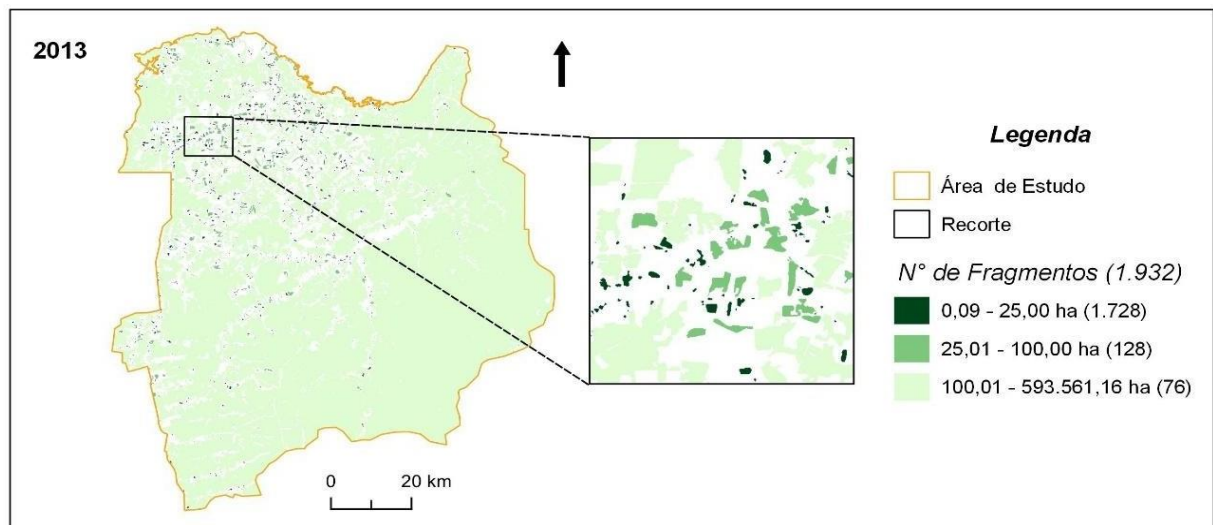 2013
Legenda
Área de Estudo
Recorte
N° de Fragmentos (1.932)
0,09 - 25,00 ha (1.728)
25,01 - 100,00 ha (128)
100,01 - 593.561,16 ha (76)
0 20 km